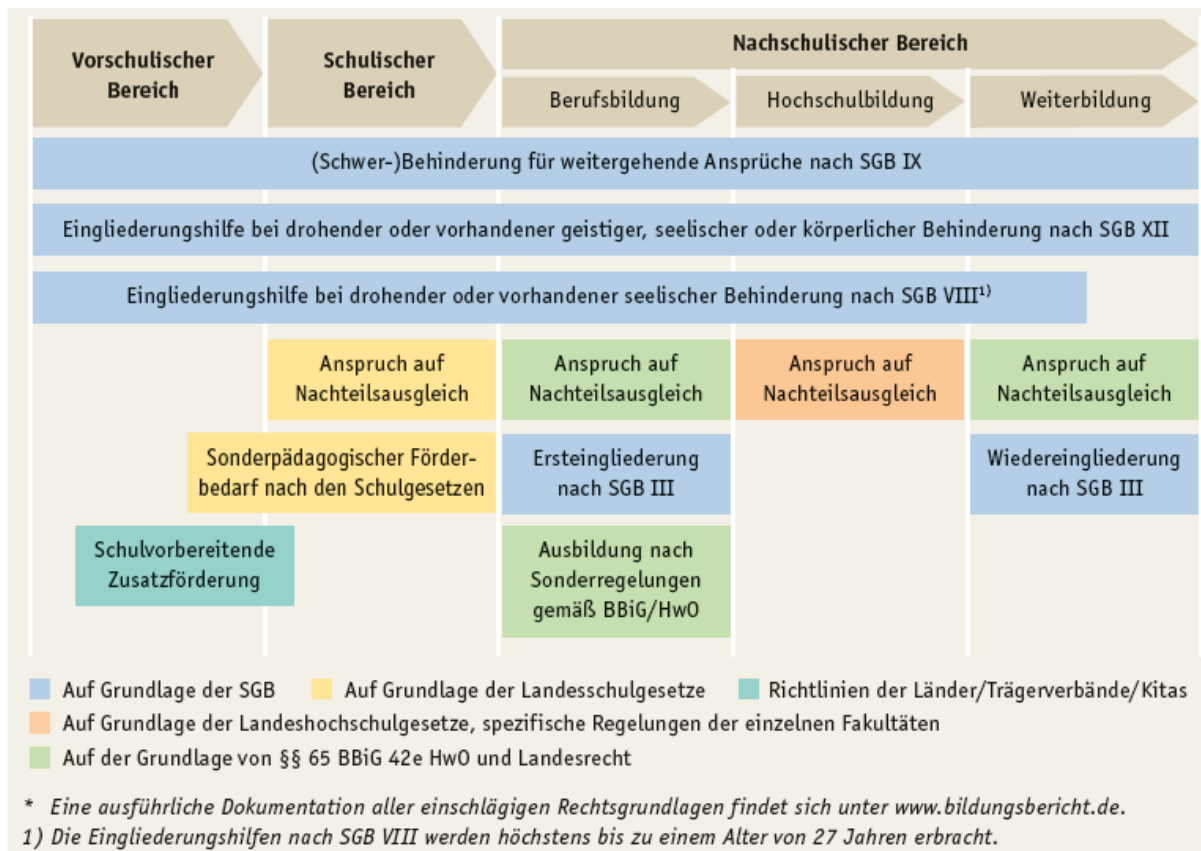 Vorschulischer
Bereich
Schulischer
Bereich
Nachschulischer Bereich
Berufsbildung
Hochschulbildung
Weiterbildung
(Schwer-)Behinderung für weitergehende Ansprüche nach SGB IX
Eingliederungshilfe bei drohender oder vorhandener geistiger, seelischer oder körperlicher Behinderung nach SGB XII
Eingliederungshilfe bei drohender oder vorhandener seelischer Behinderung nach SGB VIII¹⁾
Anspruch auf
Nachteilsausgleich
Anspruch auf
Nachteilsausgleich
Anspruch auf
Nachteilsausgleich
Anspruch auf
Nachteilsausgleich
Sonderpädagogischer Förder-
bedarf nach den Schulgesetzen
Ersteingliederung
nach SGB III
Wiedereingliederung
nach SGB III
Schulvorbereitende
Zusatzförderung
Ausbildung nach
Sonderregelungen
gemäß BBiG/HwO
Auf Grundlage der SGB
Auf Grundlage der Landesschulgesetze
Richtlinien der Länder/Trägerverbände/Kitas
Auf Grundlage der Landeshochschulgesetze, spezifische Regelungen der einzelnen Fakultäten
Auf der Grundlage von §§ 65 BBiG 42e HwO und Landesrecht
* Eine ausführliche Dokumentation aller einschlägigen Rechtsgrundlagen findet sich unter www.bildungsbericht.de.
1) Die Eingliederungshilfen nach SGB VIII werden höchstens bis zu einem Alter von 27 Jahren erbracht.